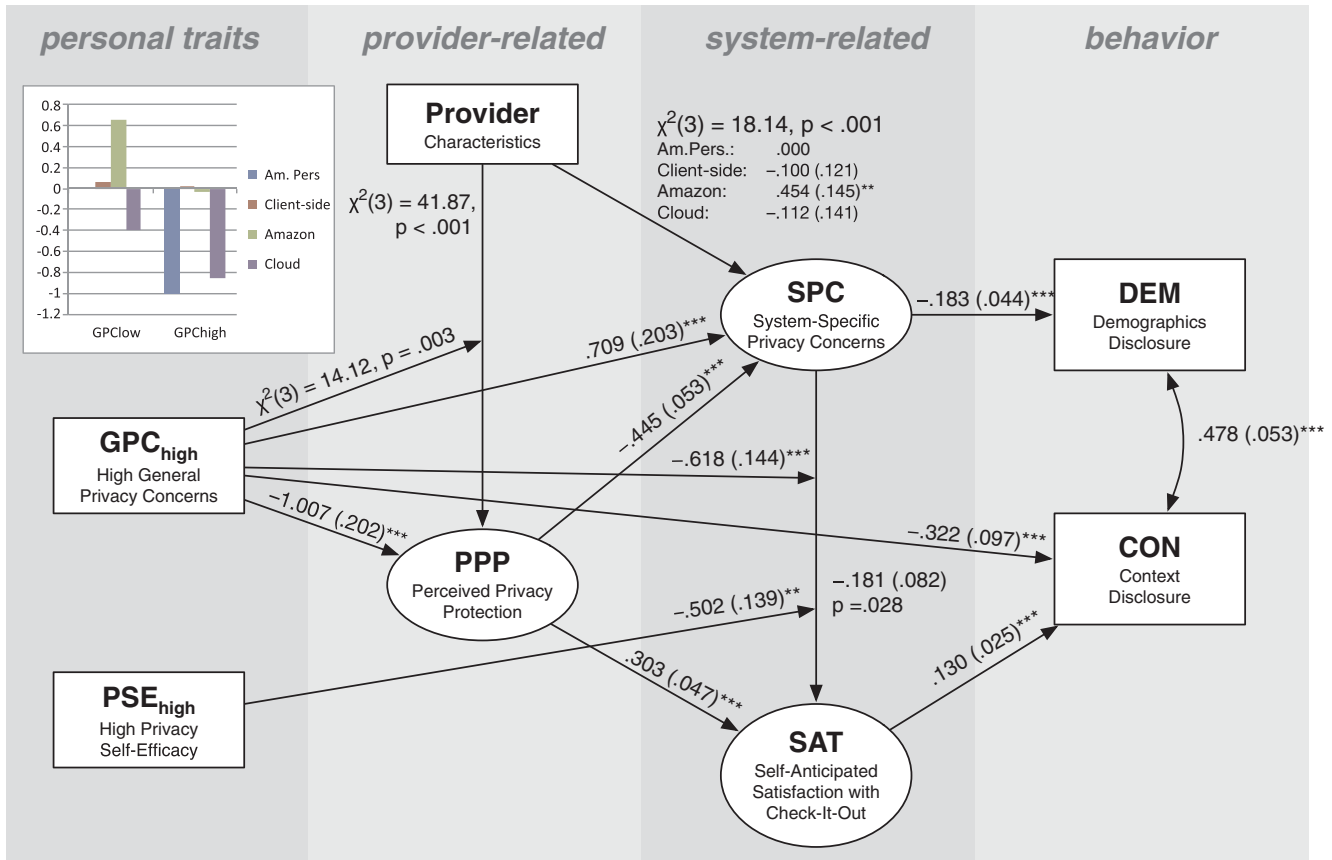 personal traits
provider-related
system-related
behavior
0.8
0.6
0.4
0.2
0
-0.2
-0.4
-0.6
-0.8
-1
-1.2
GPClow
GPChigh
Am. Pers
Client-side
Amazon
Cloud
Provider
Characteristics
χ²(3) = 41.87,
p < .001
χ²(3) = 18.14, p < .001
Am.Pers.: .000
Client-side: −.100 (.121)
Amazon: .454 (.145)**
Cloud: −.112 (.141)
SPC
System-Specific
Privacy Concerns
−.183 (.044)***
DEM
Demographics
Disclosure
χ²(3) = 14.12, p = .003
.709 (.203)***
−.445 (.053)***
GPChigh
High General
Privacy Concerns
−.618 (.144)***
.478 (.053)***
−1.007 (.202)***
−.322 (.097)***
PPP
Perceived Privacy
Protection
CON
Context
Disclosure
−.181 (.082)
p =.028
−.502 (.139)**
.303 (.047)***
.130 (.025)***
PSEhigh
High Privacy
Self-Efficacy
SAT
Self-Anticipated
Satisfaction with
Check-It-Out